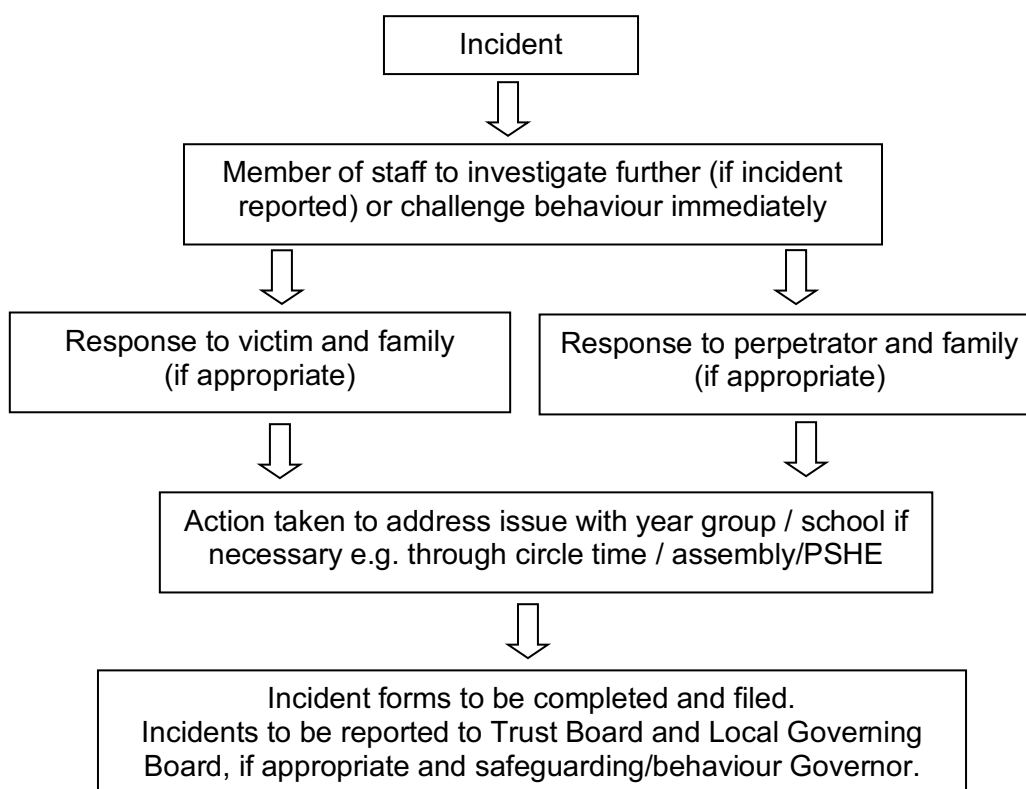 Incident
Member of staff to investigate further (if incident
reported) or challenge behaviour immediately
Response to victim and family
(if appropriate)
Response to perpetrator and family
(if appropriate)
Action taken to address issue with year group / school if
necessary e.g. through circle time / assembly/PSHE
Incident forms to be completed and filed.
Incidents to be reported to Trust Board and Local Governing
Board, if appropriate and safeguarding/behaviour Governor.